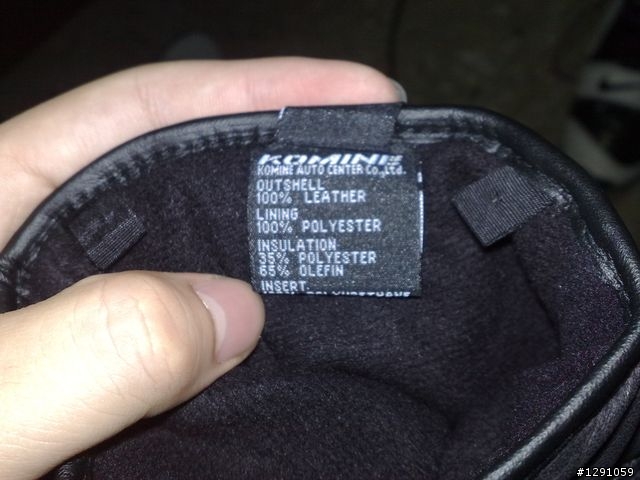 KOMINE
KOMINE AUTO CENTER Co.,Ltd.
OUTSHELL
100% LEATHER
LINING
100% POLYESTER
INSULATION
35% POLYESTER
65% OLEFIN
INSERT
#1291059